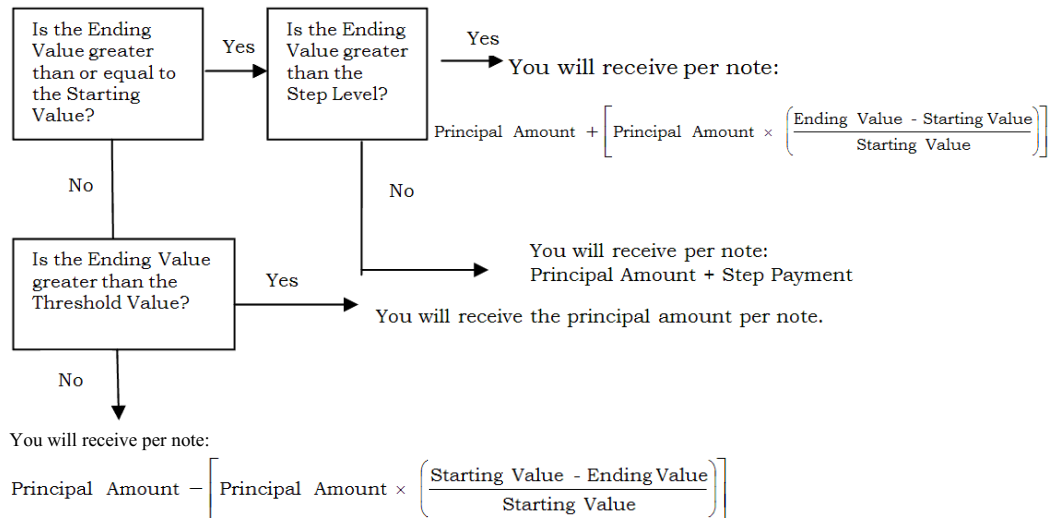 Is the Ending
Value greater
than or equal to
the Starting
Value?
Yes
Is the Ending
Value greater
than the
Step Level?
Yes
You will receive per note:
Principal Amount + [Principal Amount × (Ending Value - Starting Value / Starting Value)]
No
No
You will receive per note:
Principal Amount + Step Payment
Is the Ending Value
greater than the
Threshold Value?
Yes
You will receive the principal amount per note.
No
You will receive per note:
Principal Amount − [Principal Amount × (Starting Value - Ending Value / Starting Value)]